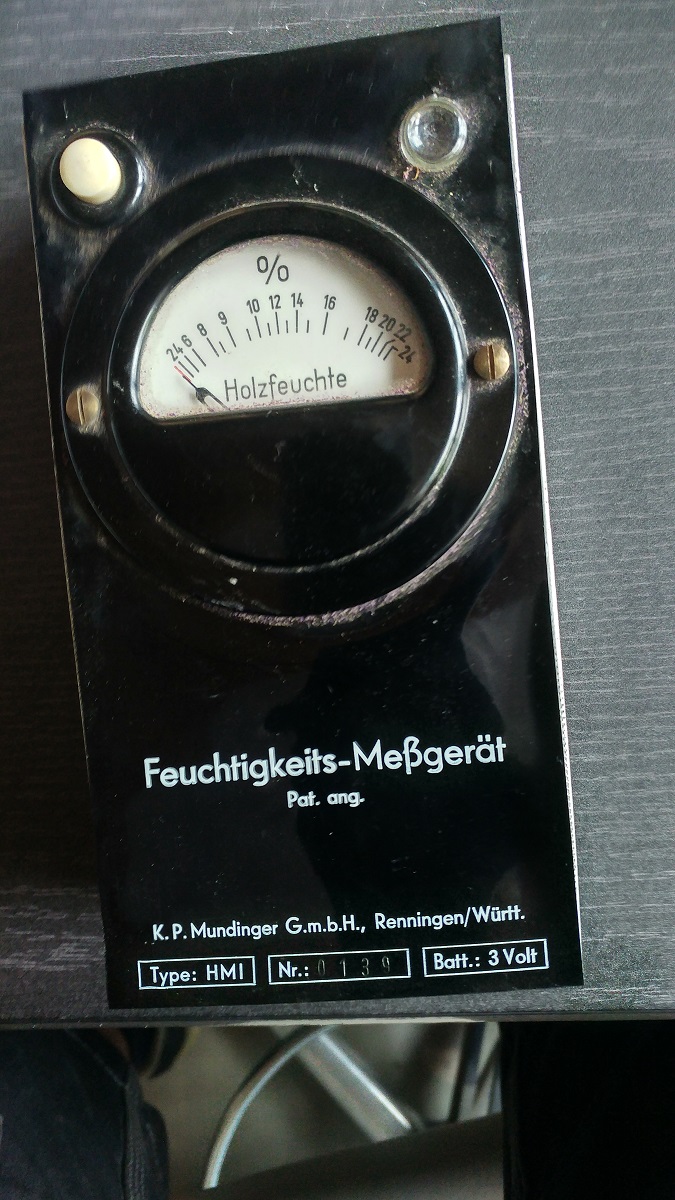 %
2 4 6 8 9 10 12 14 16 18 20 22 24
Holzfeuchte
Feuchtigkeits-Meßgerät
Pat. ang.
K. P. Mundinger G.m.b.H., Renningen/Württ.
Type: HMI Nr.: 0139 Batt.: 3 Volt